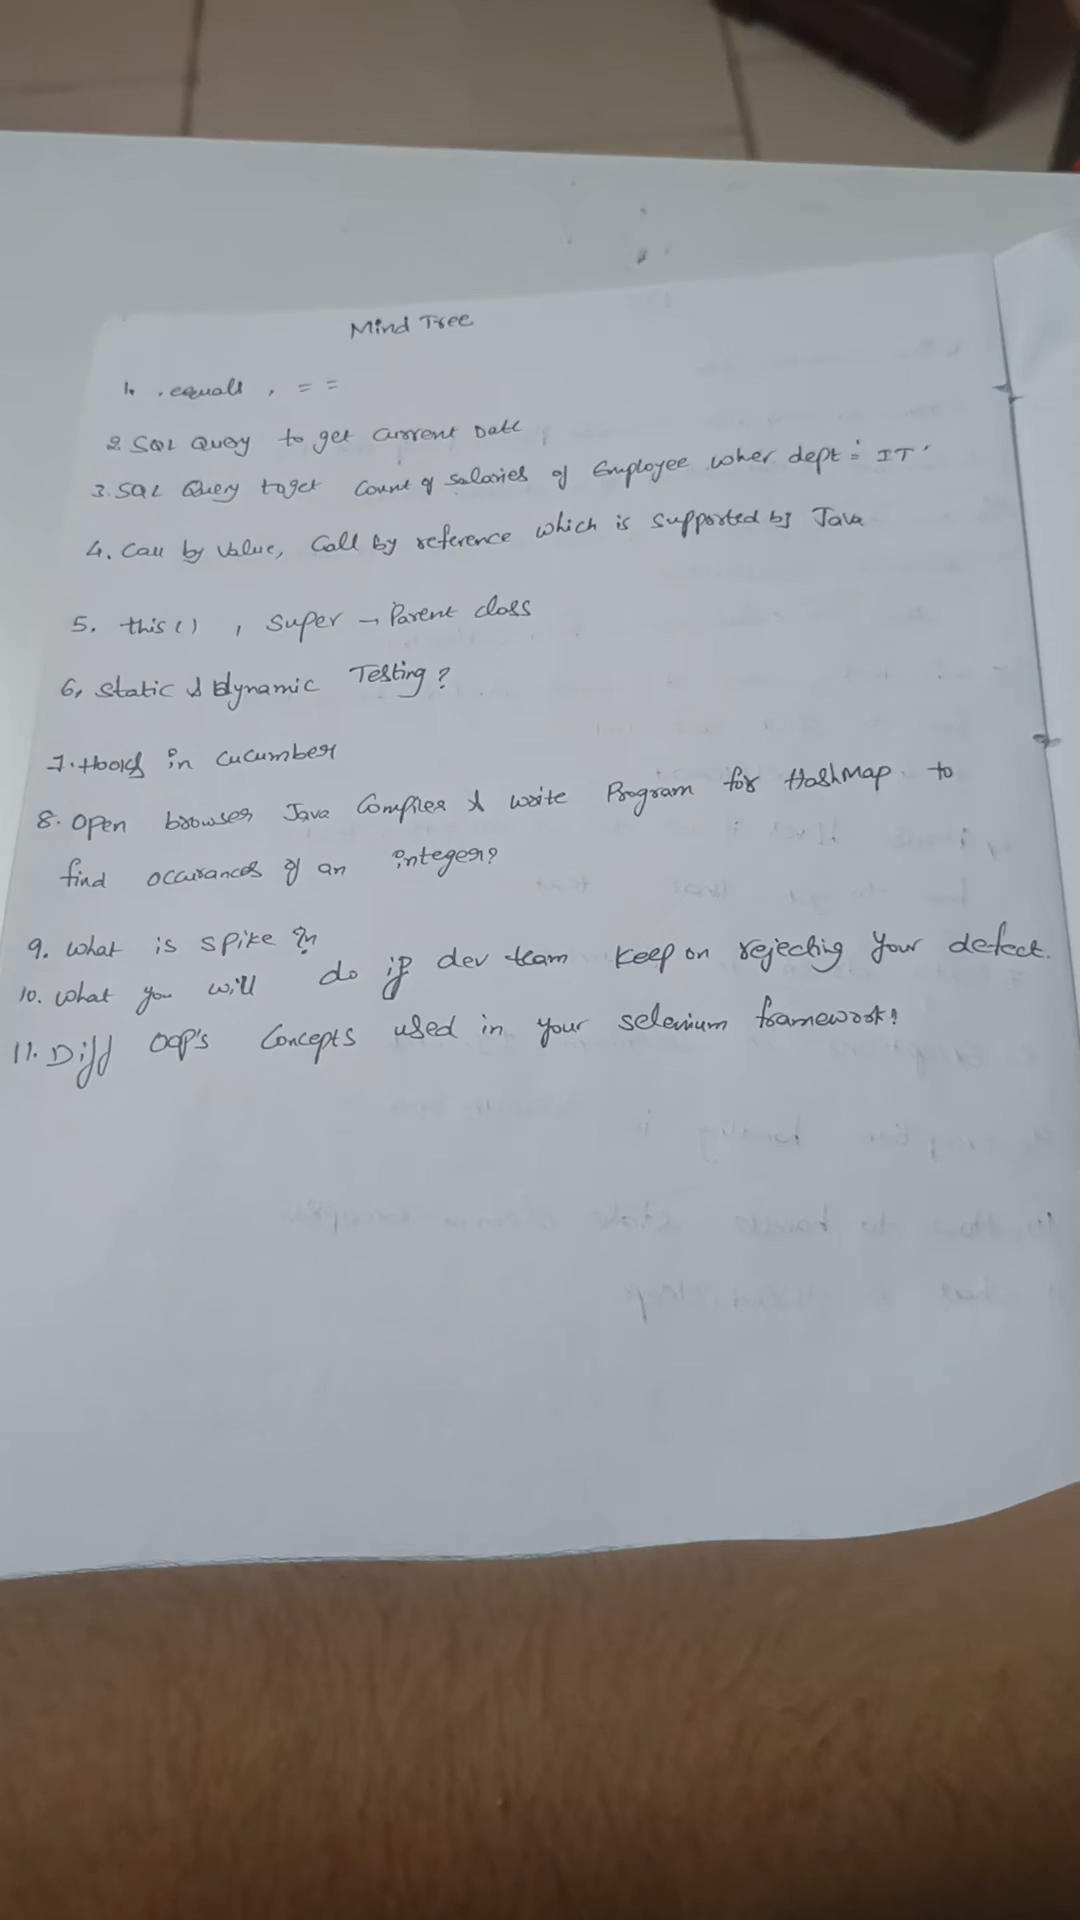 Mind Tree
1. .equals , = =
2. SQL Query to get current Date
3. SQL Query to get count of salaries of Employee wher dept = IT'
4. Call by Value, Call by reference which is supported by Java
5. this() , super → Parent class
6, Static & dynamic Testing?
7. Hooks in cucumber
8. Open browser Java Compiler & write Program for HashMap to
find occurances of an integer?
9. What is spike in
10. What you will do if dev team keep on rejecting your defect.
11. Diff OOP's Concepts used in your selenium framework?